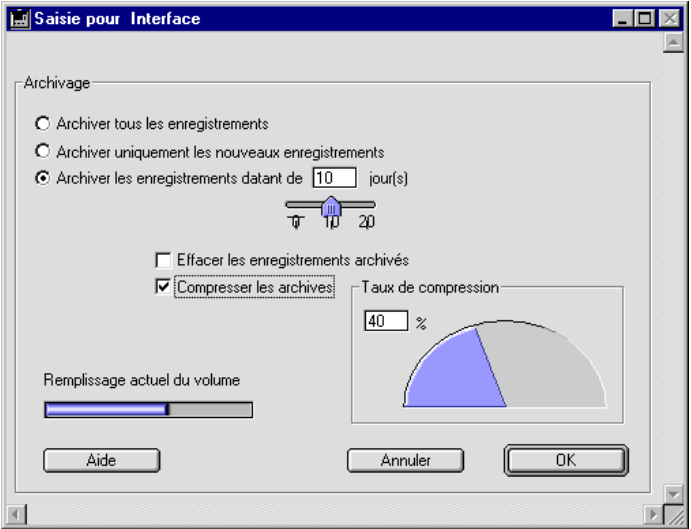 Saisie pour Interface
Archivage
Archiver tous les enregistrements
Archiver uniquement les nouveaux enregistrements
Archiver les enregistrements datant de 10 jour(s)
0 10 20
Effacer les enregistrements archivés
Compresser les archives
Taux de compression
40 %
Remplissage actuel du volume
Aide
Annuler
OK